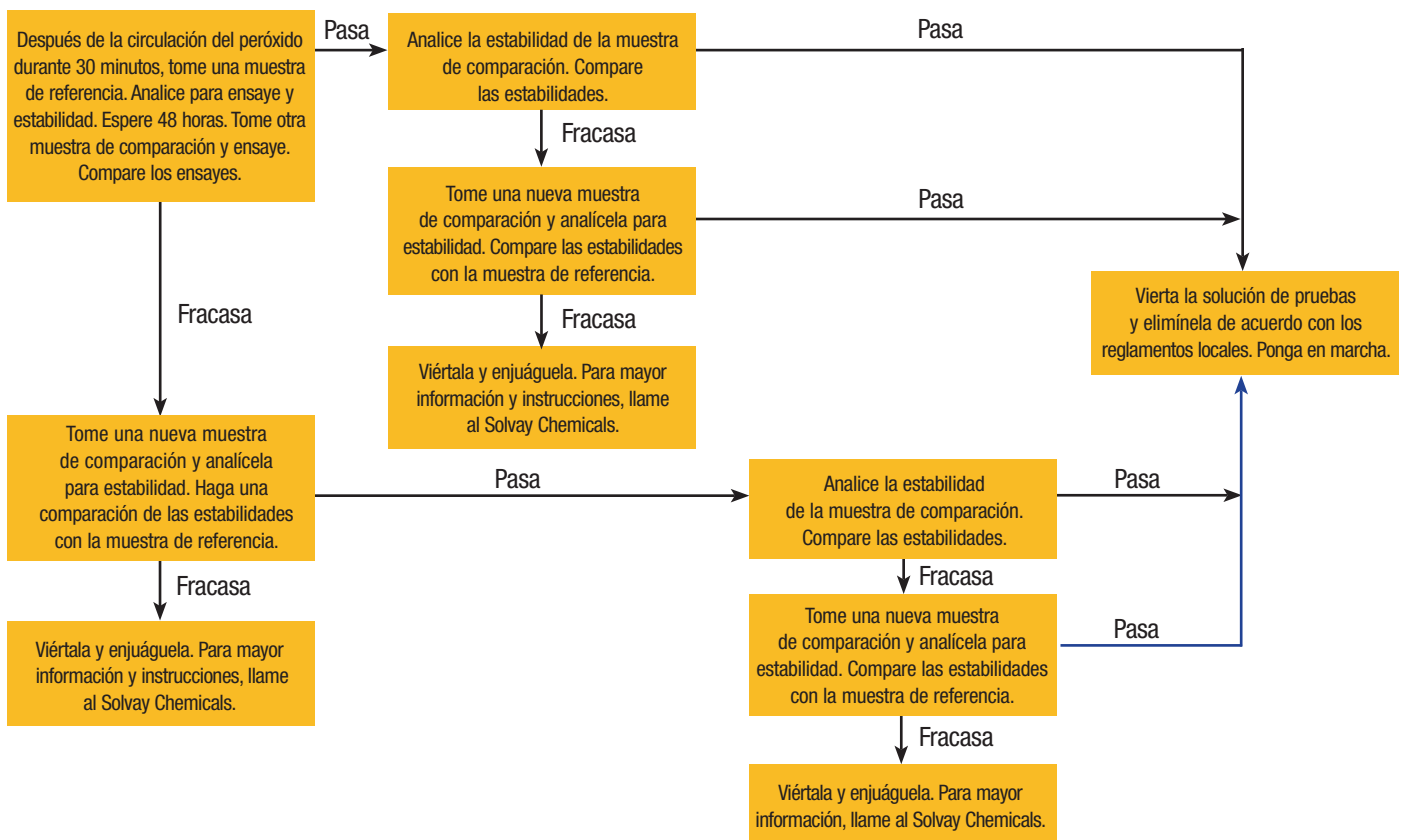 Después de la circulación del peróxido
durante 30 minutos, tome una muestra
de referencia. Analice para ensaye y
estabilidad. Espere 48 horas. Tome otra
muestra de comparación y ensaye.
Compare los ensayes.
Pasa
Analice la estabilidad de la muestra
de comparación. Compare
las estabilidades.
Pasa
Fracasa
Tome una nueva muestra
de comparación y analícela para
estabilidad. Compare las estabilidades
con la muestra de referencia.
Pasa
Fracasa
Viértala y enjuáguela. Para mayor
información y instrucciones, llame
al Solvay Chemicals.
Vierta la solución de pruebas
y elimínela de acuerdo con los
reglamentos locales. Ponga en marcha.
Fracasa
Tome una nueva muestra
de comparación y analícela
para estabilidad. Haga una
comparación de las estabilidades
con la muestra de referencia.
Pasa
Analice la estabilidad
de la muestra de comparación.
Compare las estabilidades.
Pasa
Fracasa
Viértala y enjuáguela. Para mayor
información y instrucciones, llame
al Solvay Chemicals.
Fracasa
Tome una nueva muestra
de comparación y analícela para
estabilidad. Compare las estabilidades
con la muestra de referencia.
Pasa
Fracasa
Viértala y enjuáguela. Para mayor
información, llame al Solvay Chemicals.